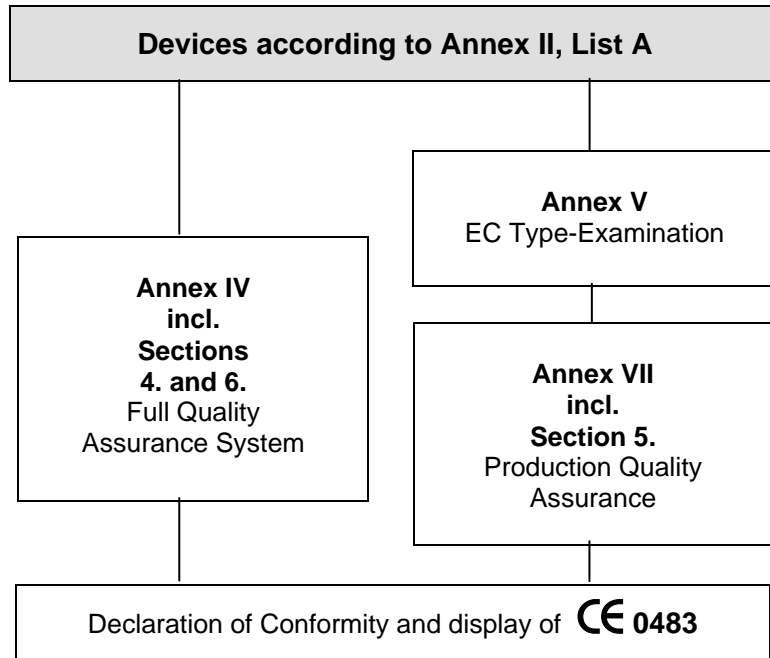 Devices according to Annex II, List A
Annex V
EC Type-Examination
Annex IV
incl.
Sections
4. and 6.
Full Quality
Assurance System
Annex VII
incl.
Section 5.
Production Quality
Assurance
Declaration of Conformity and display of CE 0483